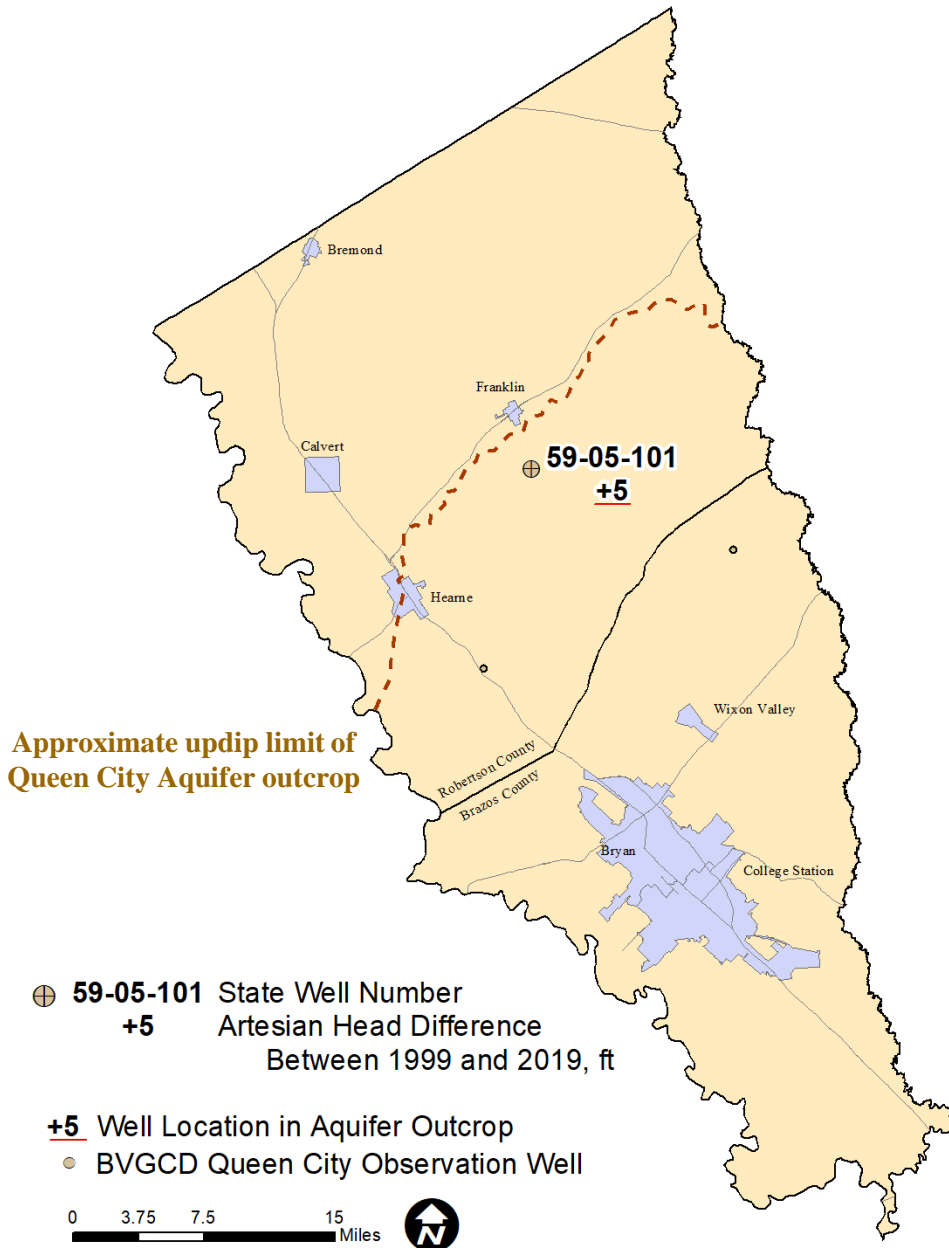 Bremond
Franklin
Calvert
59-05-101
+5
Hearne
Wixon Valley
Approximate updip limit of
Queen City Aquifer outcrop
Robertson County
Brazos County
Bryan
College Station
59-05-101 State Well Number
+5 Artesian Head Difference
Between 1999 and 2019, ft
+5 Well Location in Aquifer Outcrop
BVGCD Queen City Observation Well
0 3.75 7.5 15
Miles
N